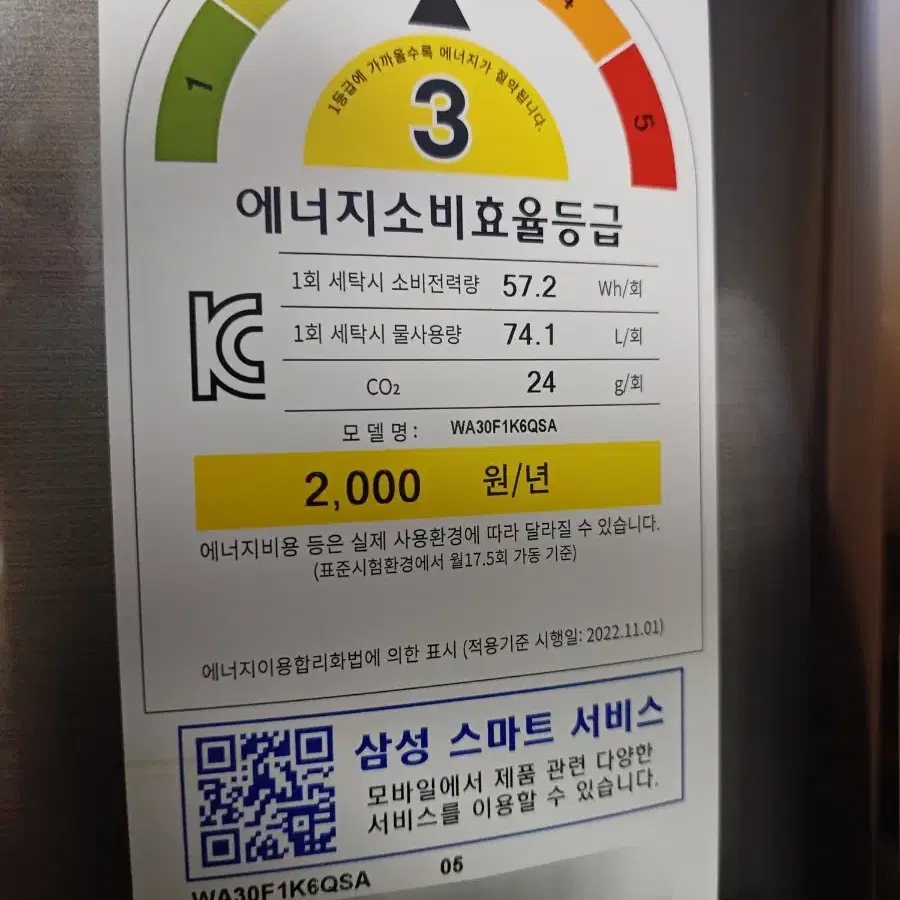 1
4
5
1등급에 가까울수록 에너지가 절약됩니다.
3
에너지소비효율등급
1회 세탁시 소비전력량 57.2 Wh/회
1회 세탁시 물사용량 74.1 L/회
CO₂ 24 g/회
모델명: WA30F1K6QSA
2,000 원/년
에너지비용 등은 실제 사용환경에 따라 달라질 수 있습니다.
(표준시험환경에서 월17.5회 가동 기준)
에너지이용합리화법에 의한 표시 (적용기준 시행일: 2022.11.01)
삼성 스마트 서비스
모바일에서 제품 관련 다양한
서비스를 이용할 수 있습니다.
WA30F1K6QSA 05